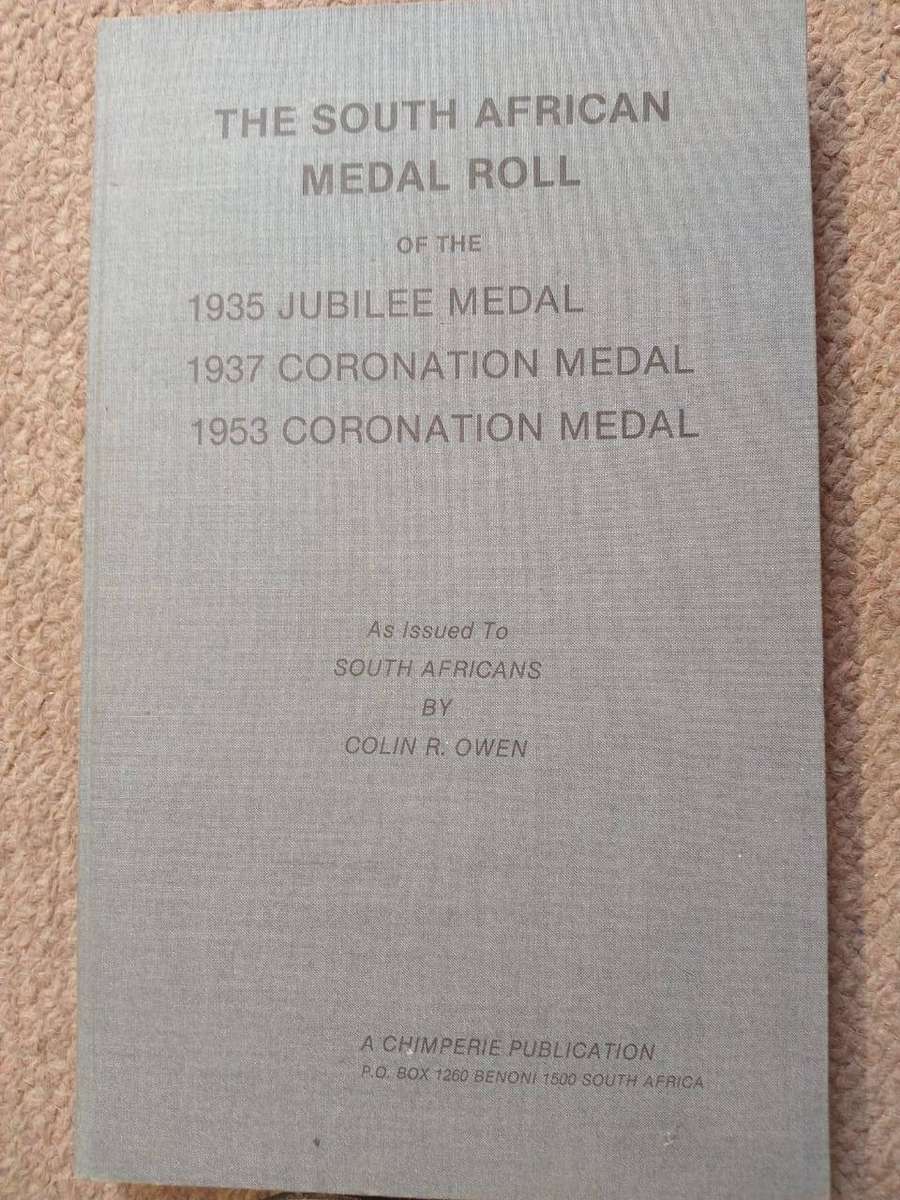 THE SOUTH AFRICAN
MEDAL ROLL
OF THE
1935 JUBILEE MEDAL
1937 CORONATION MEDAL
1953 CORONATION MEDAL
As Issued To
SOUTH AFRICANS
BY
COLIN R. OWEN
A CHIMPERIE PUBLICATION
P.O. BOX 1260 BENONI 1500 SOUTH AFRICA